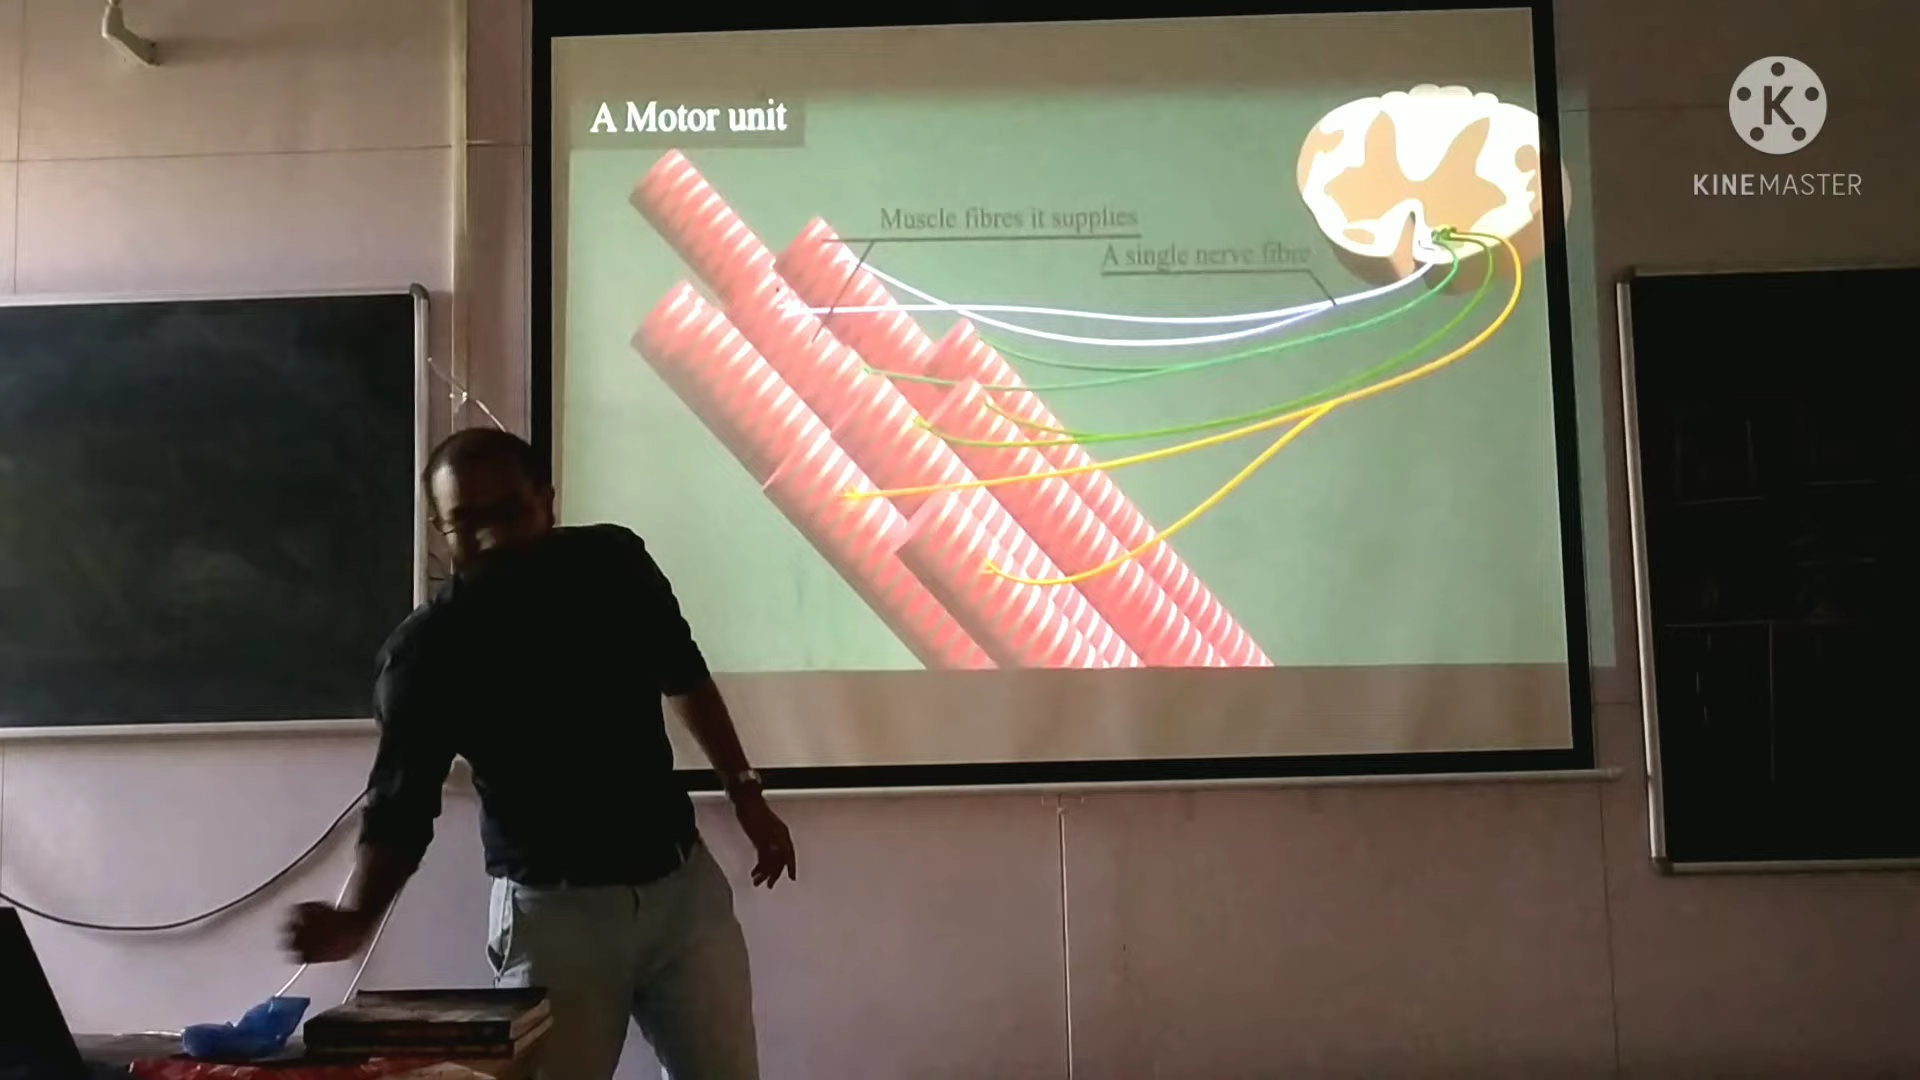 A Motor unit
Muscle fibres it supplies
A single nerve fibre
K
KINEMASTER